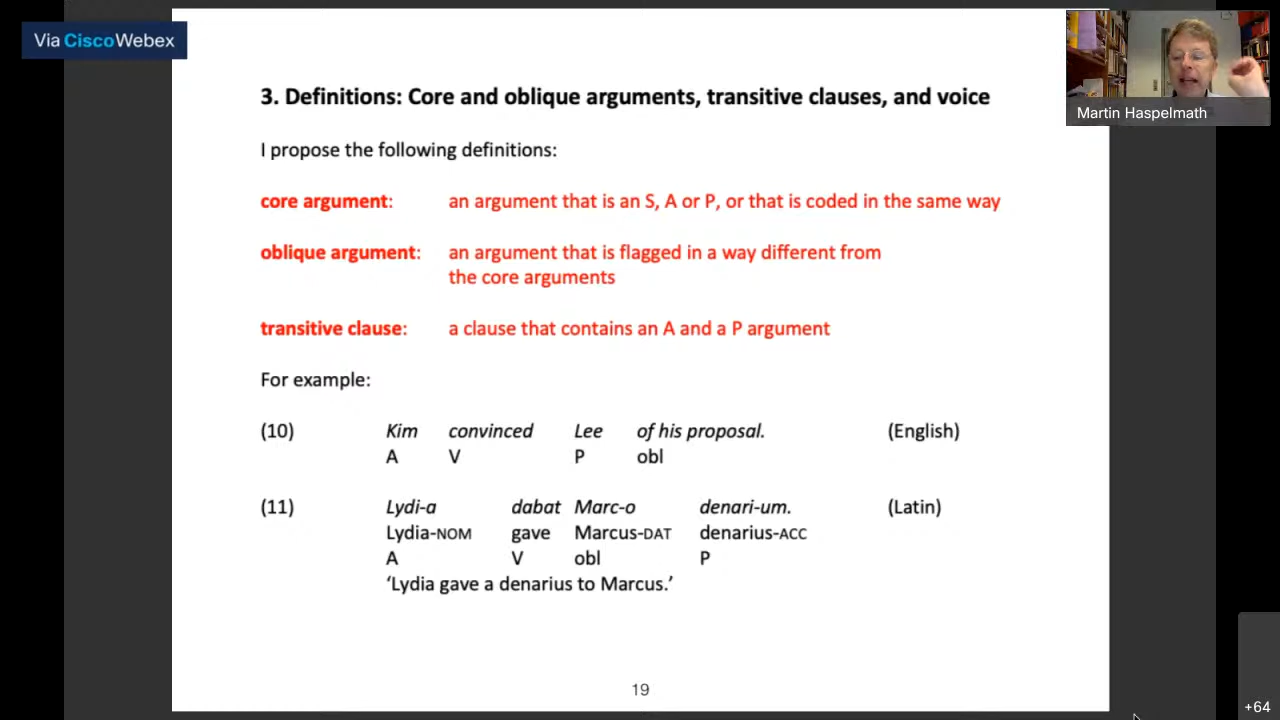 Via CiscoWebex
Martin Haspelmath
3. Definitions: Core and oblique arguments, transitive clauses, and voice
I propose the following definitions:
core argument: an argument that is an S, A or P, or that is coded in the same way
oblique argument: an argument that is flagged in a way different from
the core arguments
transitive clause: a clause that contains an A and a P argument
For example:
(10) Kim convinced Lee of his proposal. (English)
A V P obl
(11) Lydi-a dabat Marc-o denari-um. (Latin)
Lydia-NOM gave Marcus-DAT denarius-ACC
A V obl P
‘Lydia gave a denarius to Marcus.’
19
+64